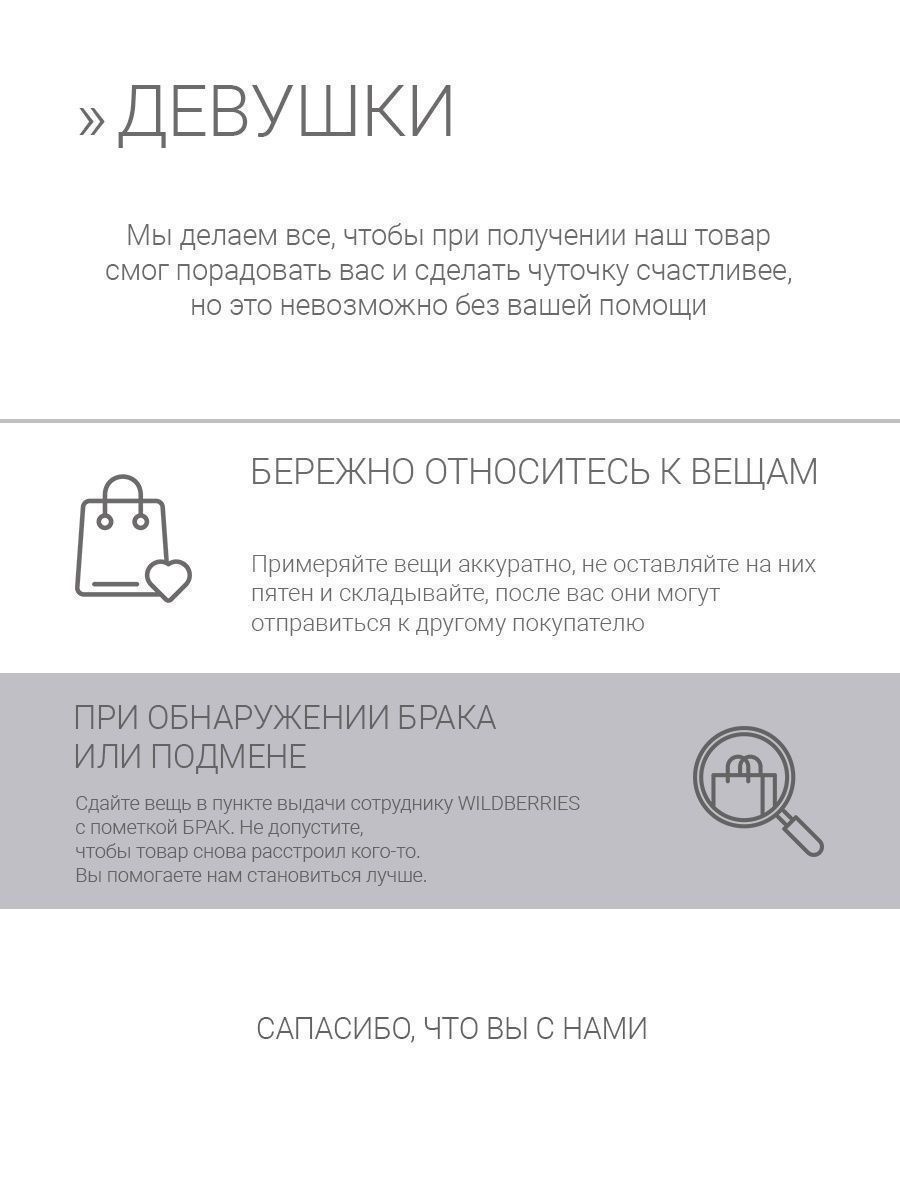 » ДЕВУШКИ
Мы делаем все, чтобы при получении наш товар
смог порадовать вас и сделать чуточку счастливее,
но это невозможно без вашей помощи
БЕРЕЖНО ОТНОСИТЕСЬ К ВЕЩАМ
Примеряйте вещи аккуратно, не оставляйте на них
пятен и складывайте, после вас они могут
отправиться к другому покупателю
ПРИ ОБНАРУЖЕНИИ БРАКА
ИЛИ ПОДМЕНЕ
Сдайте вещь в пункте выдачи сотруднику WILDBERRIES
с пометкой БРАК. Не допустите,
чтобы товар снова расстроил кого-то.
Вы помогаете нам становиться лучше.
САПАСИБО, ЧТО ВЫ С НАМИ